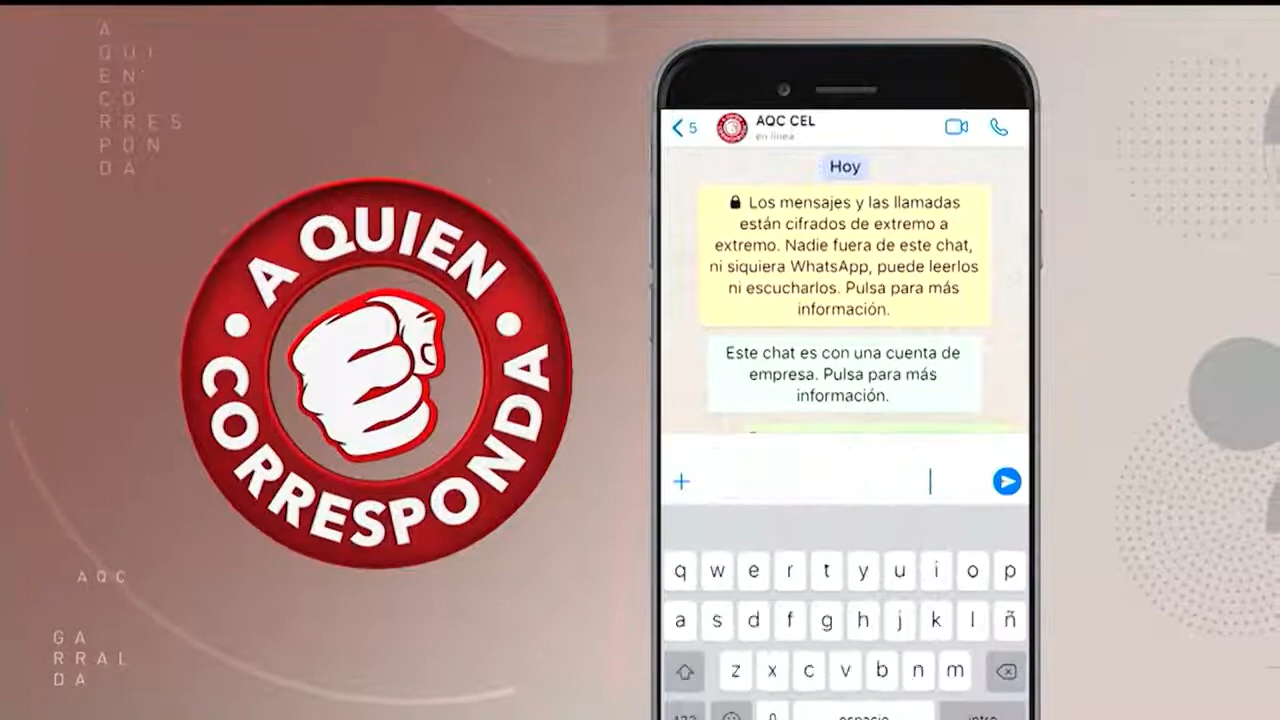 A
QUI
EN
CO
RRES
PON
DA
A QUIEN
CORRESPONDA
AQC
GA
RRAL
DA
5
AQC CEL
en línea
Hoy
Los mensajes y las llamadas
están cifrados de extremo a
extremo. Nadie fuera de este chat,
ni siquiera WhatsApp, puede leerlos
ni escucharlos. Pulsa para más
información.
Este chat es con una cuenta de
empresa. Pulsa para más
información.
q w e r t y u i o p
a s d f g h j k l ñ
z x c v b n m
123 espacio intro